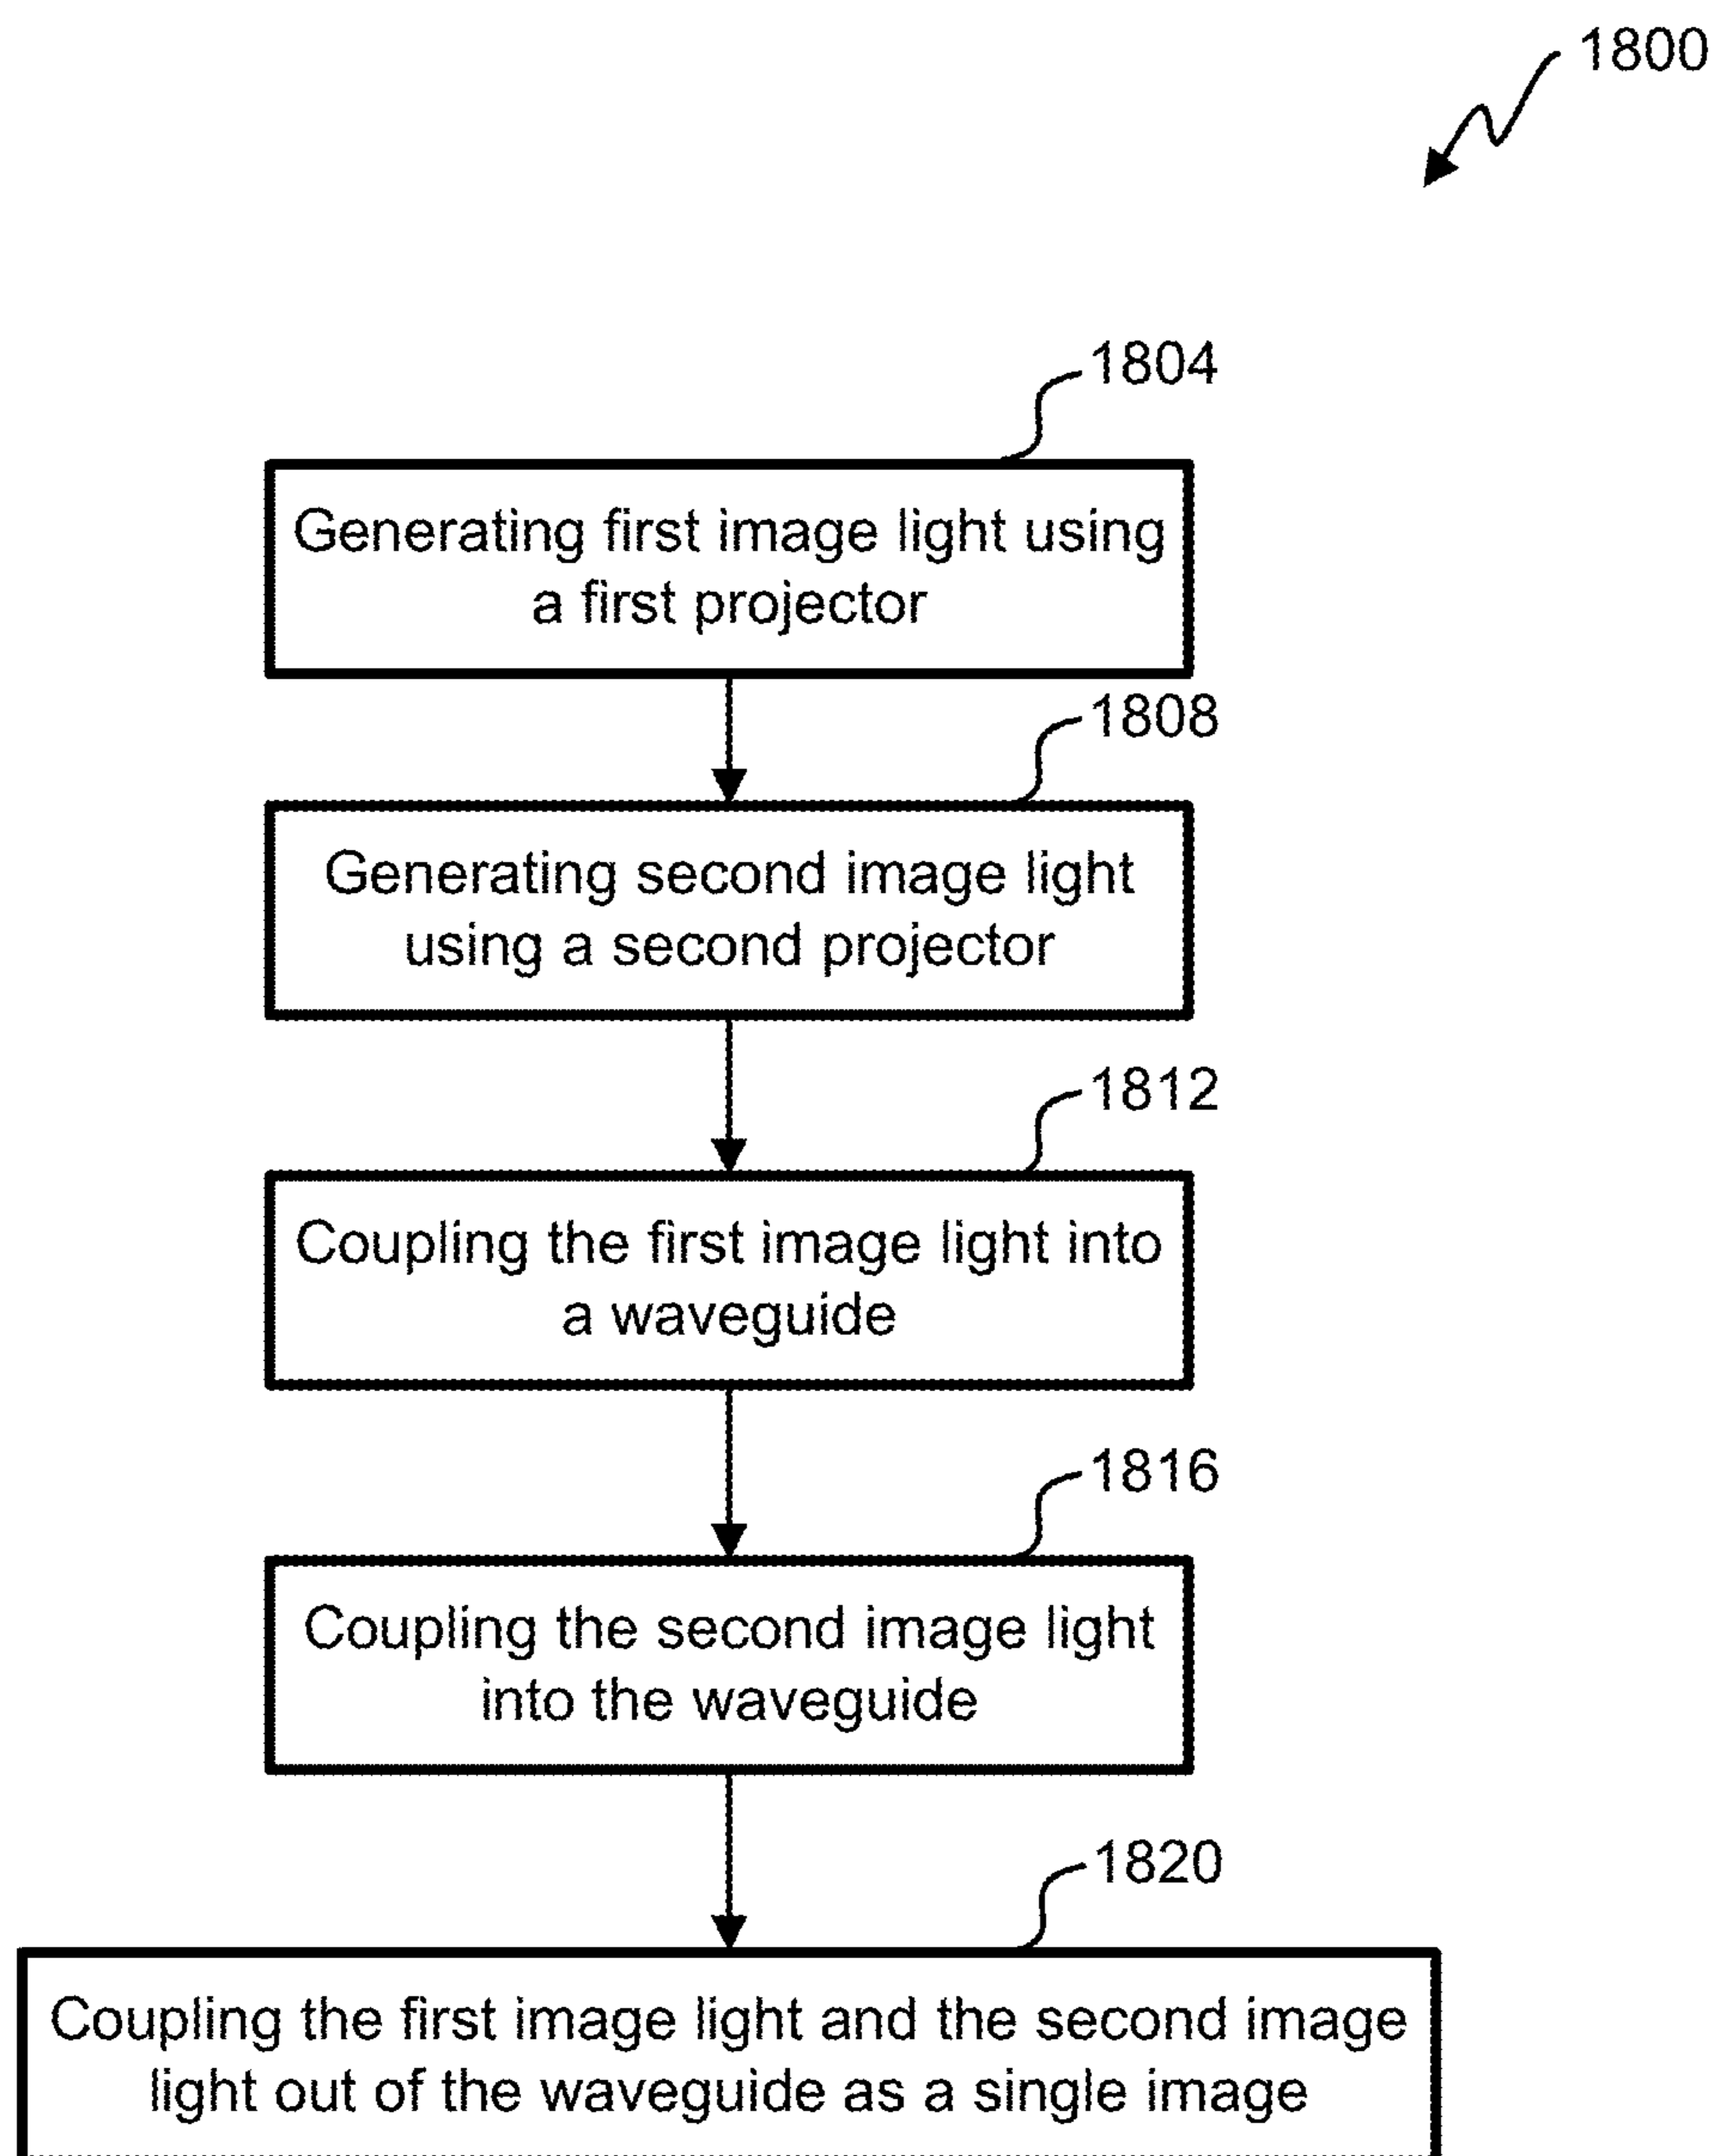 1800
1804
Generating first image light using
a first projector
1808
Generating second image light
using a second projector
1812
Coupling the first image light into
a waveguide
1816
Coupling the second image light
into the waveguide
1820
Coupling the first image light and the second image
light out of the waveguide as a single image